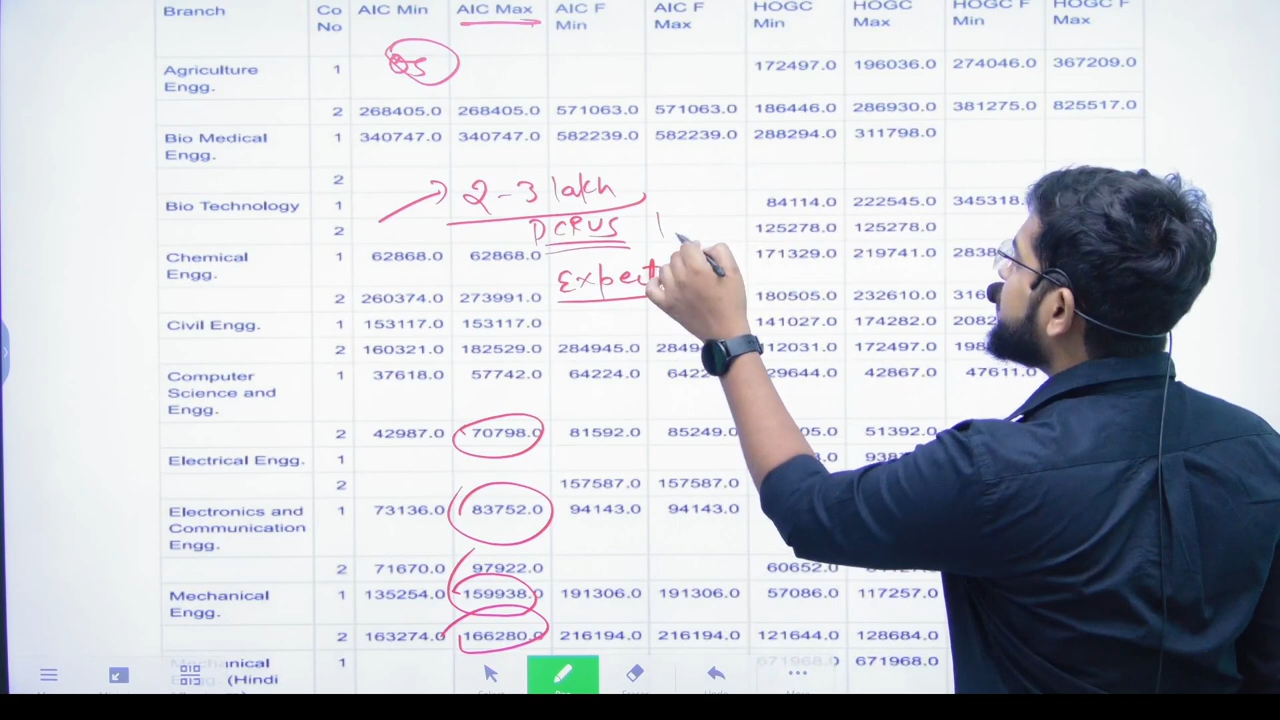 Branch Co No AIC Min AIC Max AIC F Min AIC F Max HOGC Min HOGC Max HOGC F Min HOGC F Max
Agriculture Engg. 1 172497.0 196036.0 274046.0 367209.0
2 268405.0 268405.0 571063.0 571063.0 186446.0 286930.0 381275.0 825517.0
Bio Medical Engg. 1 340747.0 340747.0 582239.0 582239.0 288294.0 311798.0
2
2-3 lakh
Bio Technology 1 84114.0 222545.0 345318.
2 125278.0 125278.0
DCRUS
Chemical Engg. 1 62868.0 62868.0 171329.0 219741.0
Expect
2 260374.0 273991.0 180505.0 232610.0
Civil Engg. 1 153117.0 153117.0 141027.0 174282.0
2 160321.0 182529.0 284945.0 112031.0 172497.0
Computer Science and Engg. 1 37618.0 57742.0 64224.0 29644.0 42867.0 47611.0
2 42987.0 70798.0 81592.0 85249.0 51392.0
Electrical Engg. 1
2 157587.0 157587.0
Electronics and Communication Engg. 1 73136.0 83752.0 94143.0 94143.0
2 71670.0 97922.0 60652.0
Mechanical Engg. 1 135254.0 159938.0 191306.0 191306.0 57086.0 117257.0
2 163274.0 166280.0 216194.0 216194.0 121644.0 128684.0
Mechanical (Hindi 1 671968.0 671968.0